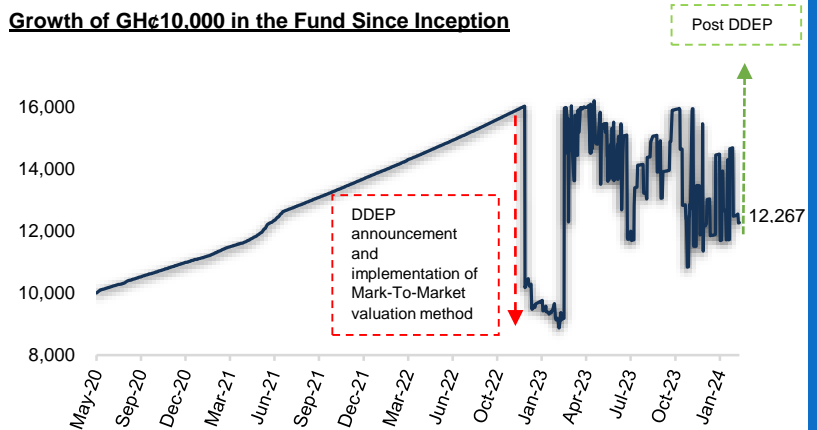 Growth of GH₵10,000 in the Fund Since Inception
Post DDEP
16,000
14,000
12,000
10,000
8,000
DDEP
announcement
and
implementation of
Mark-To-Market
valuation method
12,267
May-20
Sep-20
Dec-20
Mar-21
Jun-21
Sep-21
Dec-21
Mar-22
Jun-22
Oct-22
Jan-23
Apr-23
Jul-23
Oct-23
Jan-24